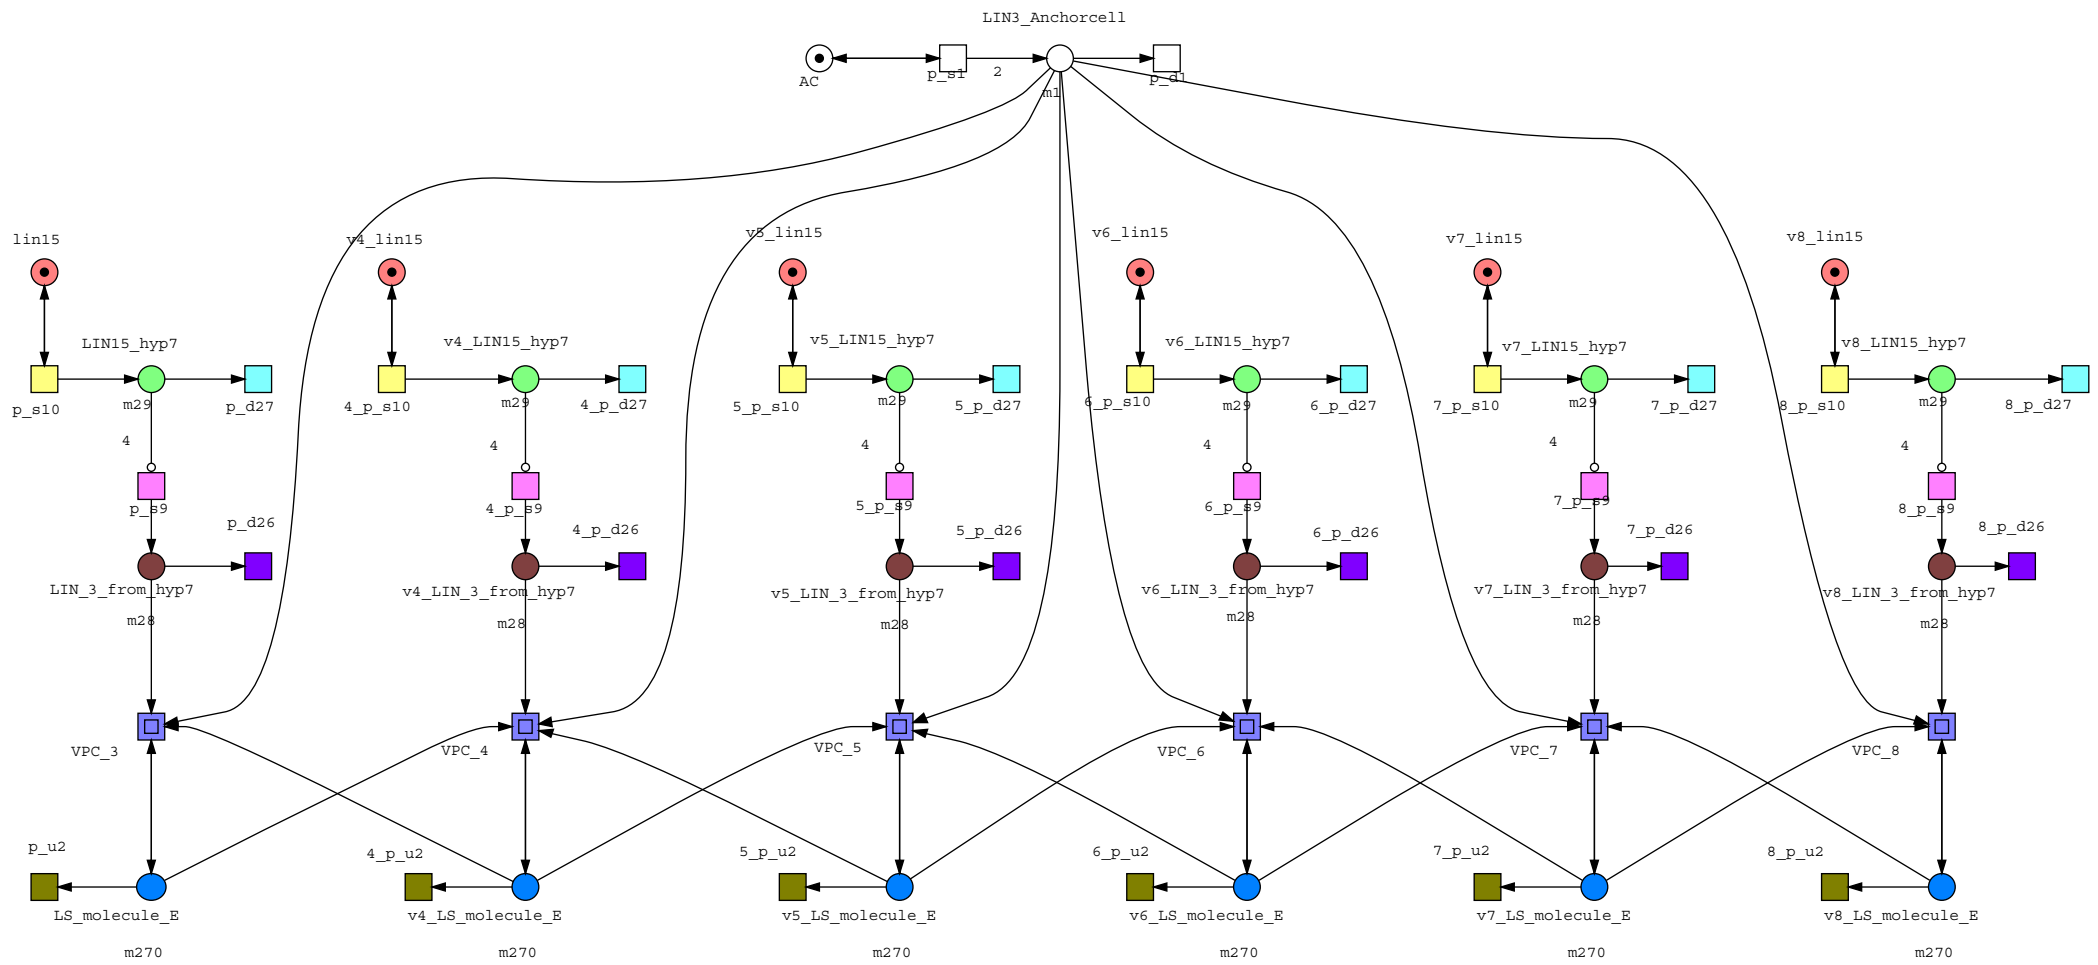 LIN3_Anchorcell
AC
p_s1
2
m1
p_d1
lin15
v4_lin15
v5_lin15
v6_lin15
v7_lin15
v8_lin15
LIN15_hyp7
v4_LIN15_hyp7
v5_LIN15_hyp7
v6_LIN15_hyp7
v7_LIN15_hyp7
v8_LIN15_hyp7
p_s10
m29
p_d27
4_p_s10
m29
4_p_d27
5_p_s10
m29
5_p_d27
6_p_s10
m29
6_p_d27
7_p_s10
m29
7_p_d27
8_p_s10
m29
8_p_d27
4
4
4
4
4
4
p_s9
4_p_s9
5_p_s9
6_p_s9
7_p_s9
8_p_s9
p_d26
4_p_d26
5_p_d26
6_p_d26
7_p_d26
8_p_d26
LIN_3_from_hyp7
v4_LIN_3_from_hyp7
v5_LIN_3_from_hyp7
v6_LIN_3_from_hyp7
v7_LIN_3_from_hyp7
v8_LIN_3_from_hyp7
m28
m28
m28
m28
m28
m28
VPC_3
VPC_4
VPC_5
VPC_6
VPC_7
VPC_8
p_u2
4_p_u2
5_p_u2
6_p_u2
7_p_u2
8_p_u2
LS_molecule_E
v4_LS_molecule_E
v5_LS_molecule_E
v6_LS_molecule_E
v7_LS_molecule_E
v8_LS_molecule_E
m270
m270
m270
m270
m270
m270